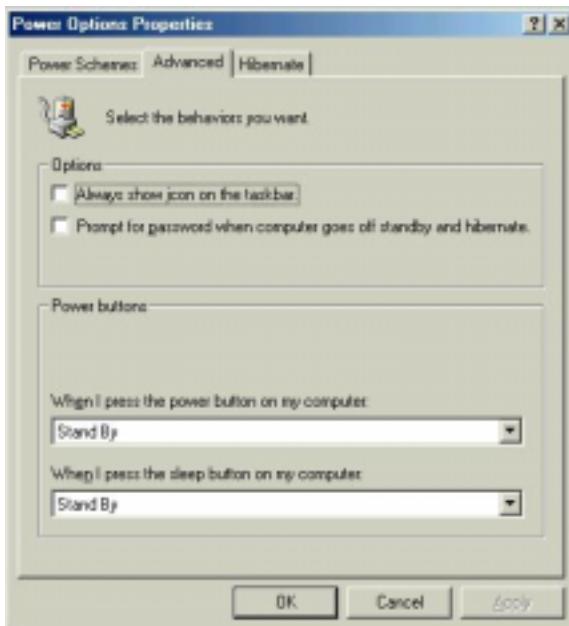 Power Options Properties
Power Schemes Advanced Hibernate
Select the behaviors you want.
Options
Always show icon on the taskbar.
Prompt for password when computer goes off standby and hibernate.
Power buttons
When I press the power button on my computer:
Stand By
When I press the sleep button on my computer:
Stand By
OK Cancel Apply